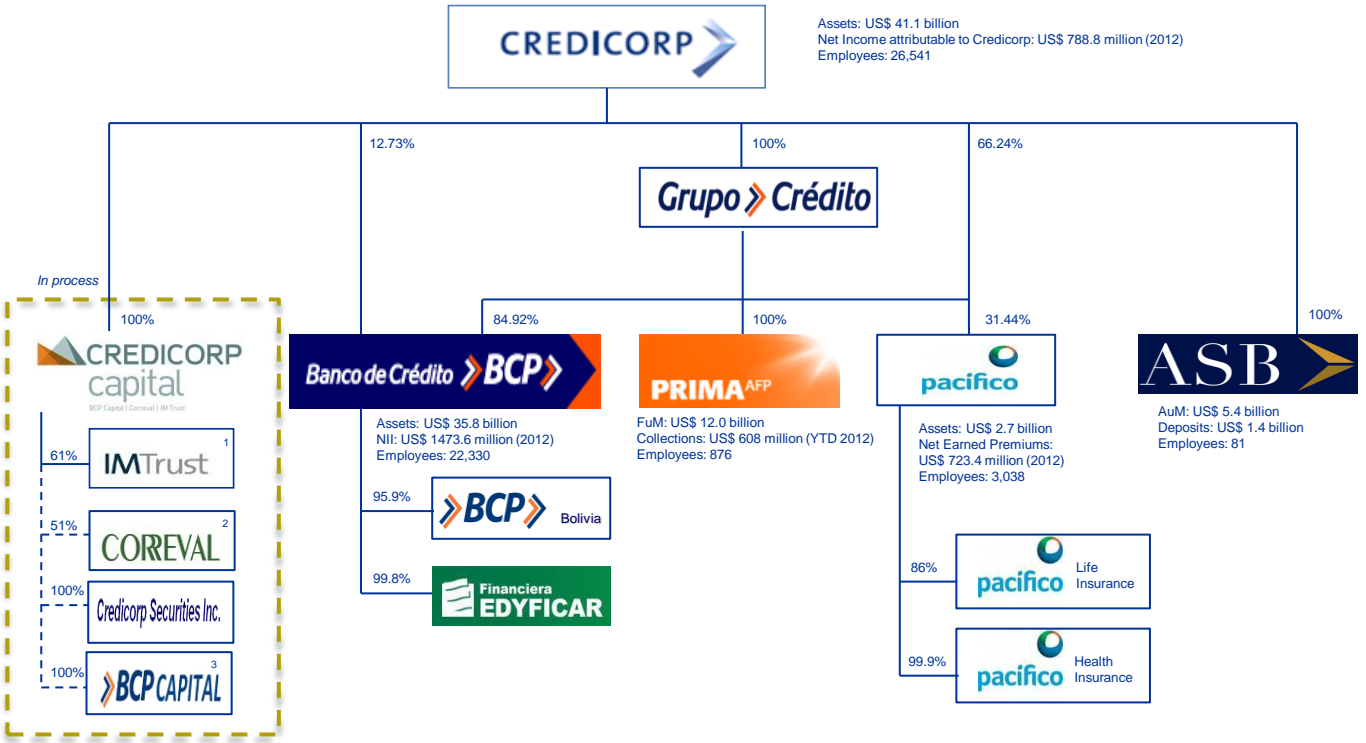 CREDICORP
Assets: US$ 41.1 billion
Net Income attributable to Credicorp: US$ 788.8 million (2012)
Employees: 26,541
12.73%
100%
66.24%
Grupo Crédito
In process
100%
84.92%
100%
31.44%
100%
CREDICORP
capital
BCP Capital | Correval | IM Trust
Banco de Crédito BCP
PRIMA AFP
pacifico
ASB
Assets: US$ 35.8 billion
NII: US$ 1473.6 million (2012)
Employees: 22,330
FuM: US$ 12.0 billion
Collections: US$ 608 million (YTD 2012)
Employees: 876
Assets: US$ 2.7 billion
Net Earned Premiums:
US$ 723.4 million (2012)
Employees: 3,038
AuM: US$ 5.4 billion
Deposits: US$ 1.4 billion
Employees: 81
61%
IMTrust 1
51%
CORREVAL 2
100%
Credicorp Securities Inc.
100%
BCP CAPITAL 3
95.9%
BCP Bolivia
99.8%
Financiera
EDYFICAR
86%
pacifico
Life
Insurance
99.9%
pacifico
Health
Insurance